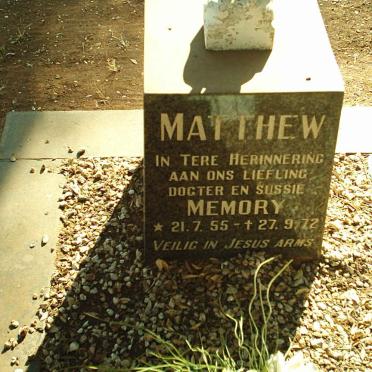 MATTHEW
IN TERE HERINNERING
AAN ONS LIEFLING
DOGTER EN SUSSIE
MEMORY
★ 21.7.55 - ✝ 27.9.72
VEILIG IN JESUS ARMS